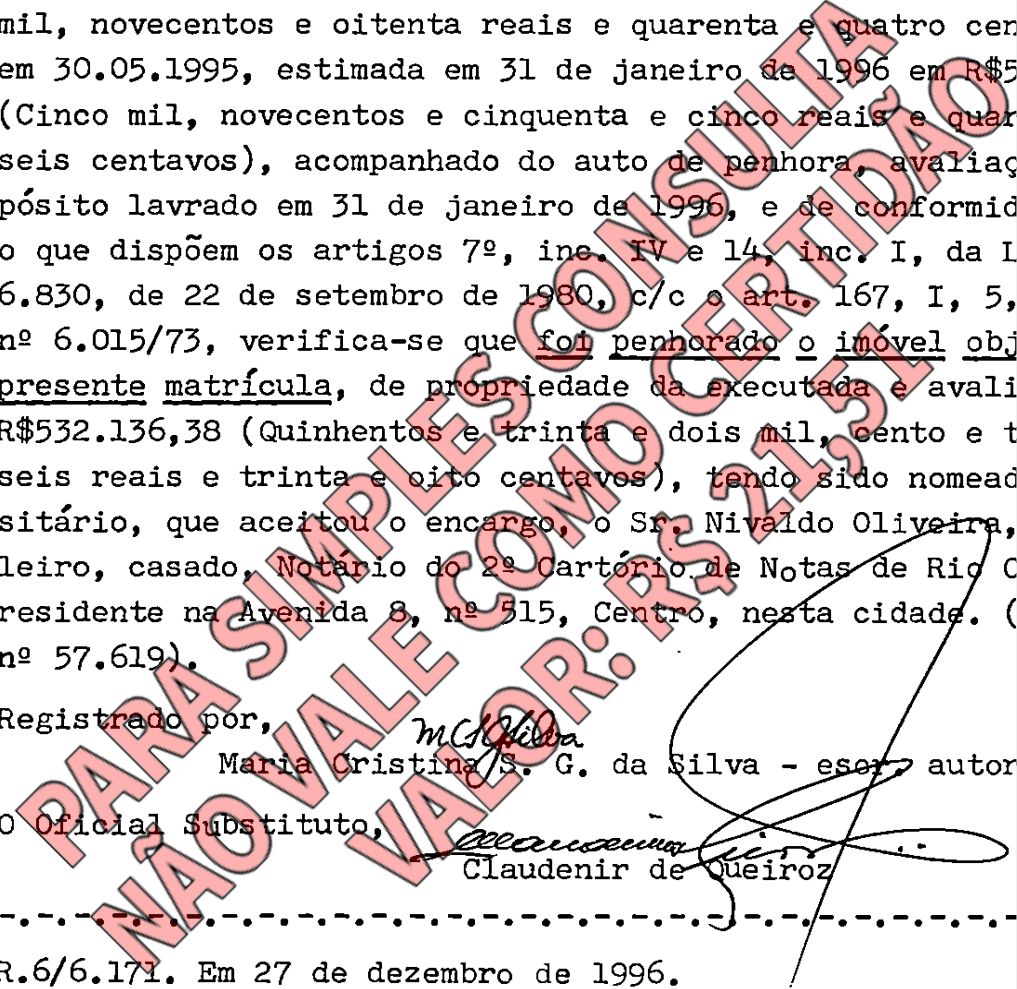 mil, novecentos e oitenta reais e quarenta e quatro cen
em 30.05.1995, estimada em 31 de janeiro de 1996 em R$5
(Cinco mil, novecentos e cinquenta e cinco reais e quar
seis centavos), acompanhado do auto de penhora, avaliaç
pósito lavrado em 31 de janeiro de 1996, e de conformid
o que dispõem os artigos 7º, inc. IV e 14, inc. I, da L
6.830, de 22 de setembro de 1980, c/c o art. 167, I, 5,
nº 6.015/73, verifica-se que foi penhorado o imóvel obj
presente matrícula, de propriedade da executada e avali
R$532.136,38 (Quinhentos e trinta e dois mil, cento e t
seis reais e trinta e oito centavos), tendo sido nomead
sitário, que aceitou o encargo, o Sr. Nivaldo Oliveira,
leiro, casado, Notário do 2º Cartório de Notas de Rio C
residente na Avenida 8, nº 515, Centro, nesta cidade. (
nº 57.619).
Registrado por,
Maria Cristina S. G. da Silva - escr. autor
O Oficial Substituto,
Claudenir de Queiroz
R.6/6.171. Em 27 de dezembro de 1996.
PARA SIMPLES CONSULTA
NÃO VALE COMO CERTIDÃO
VALOR: R$ 21,51